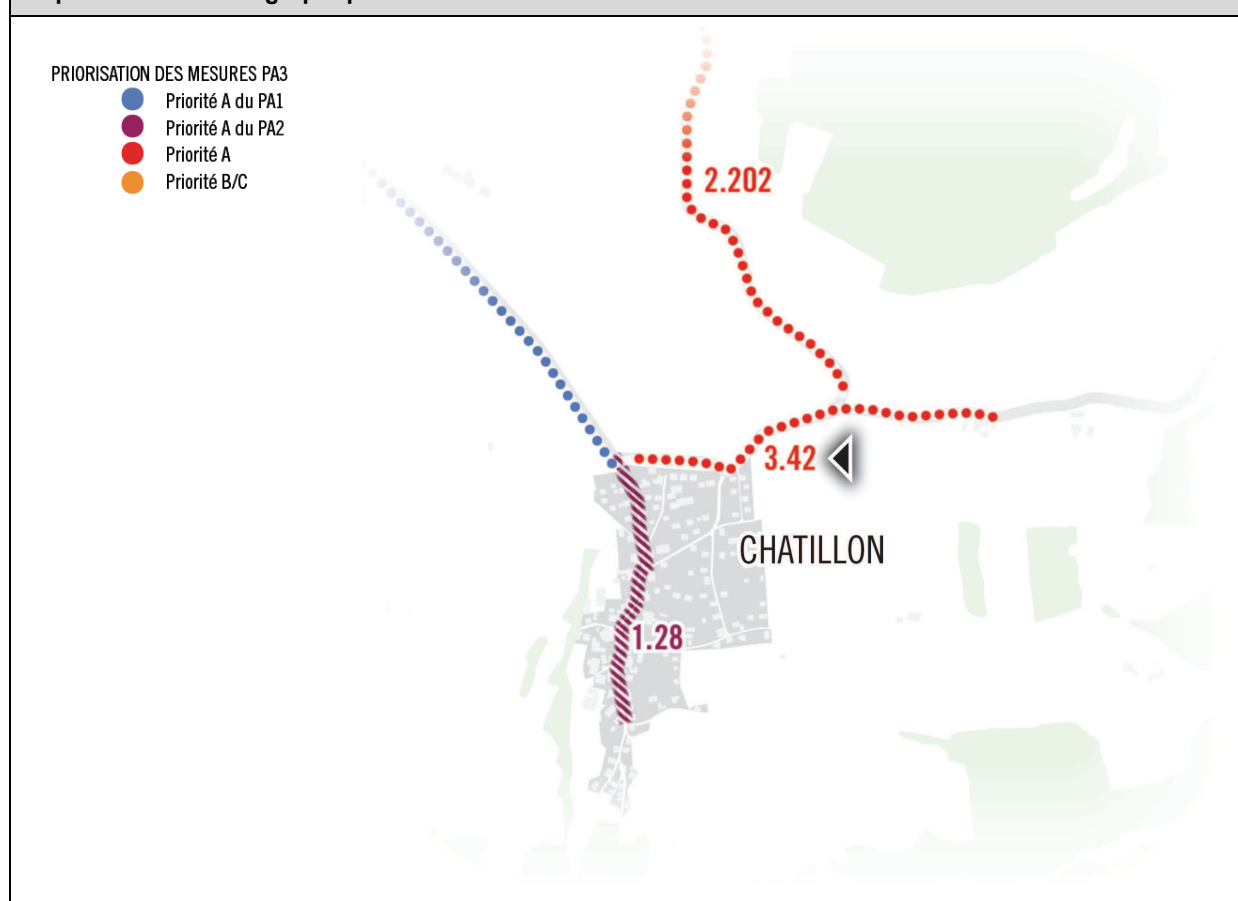 PRIORISATION DES MESURES PA3
Priorité A du PA1
Priorité A du PA2
Priorité A
Priorité B/C
2.202
3.42
CHATILLON
1.28